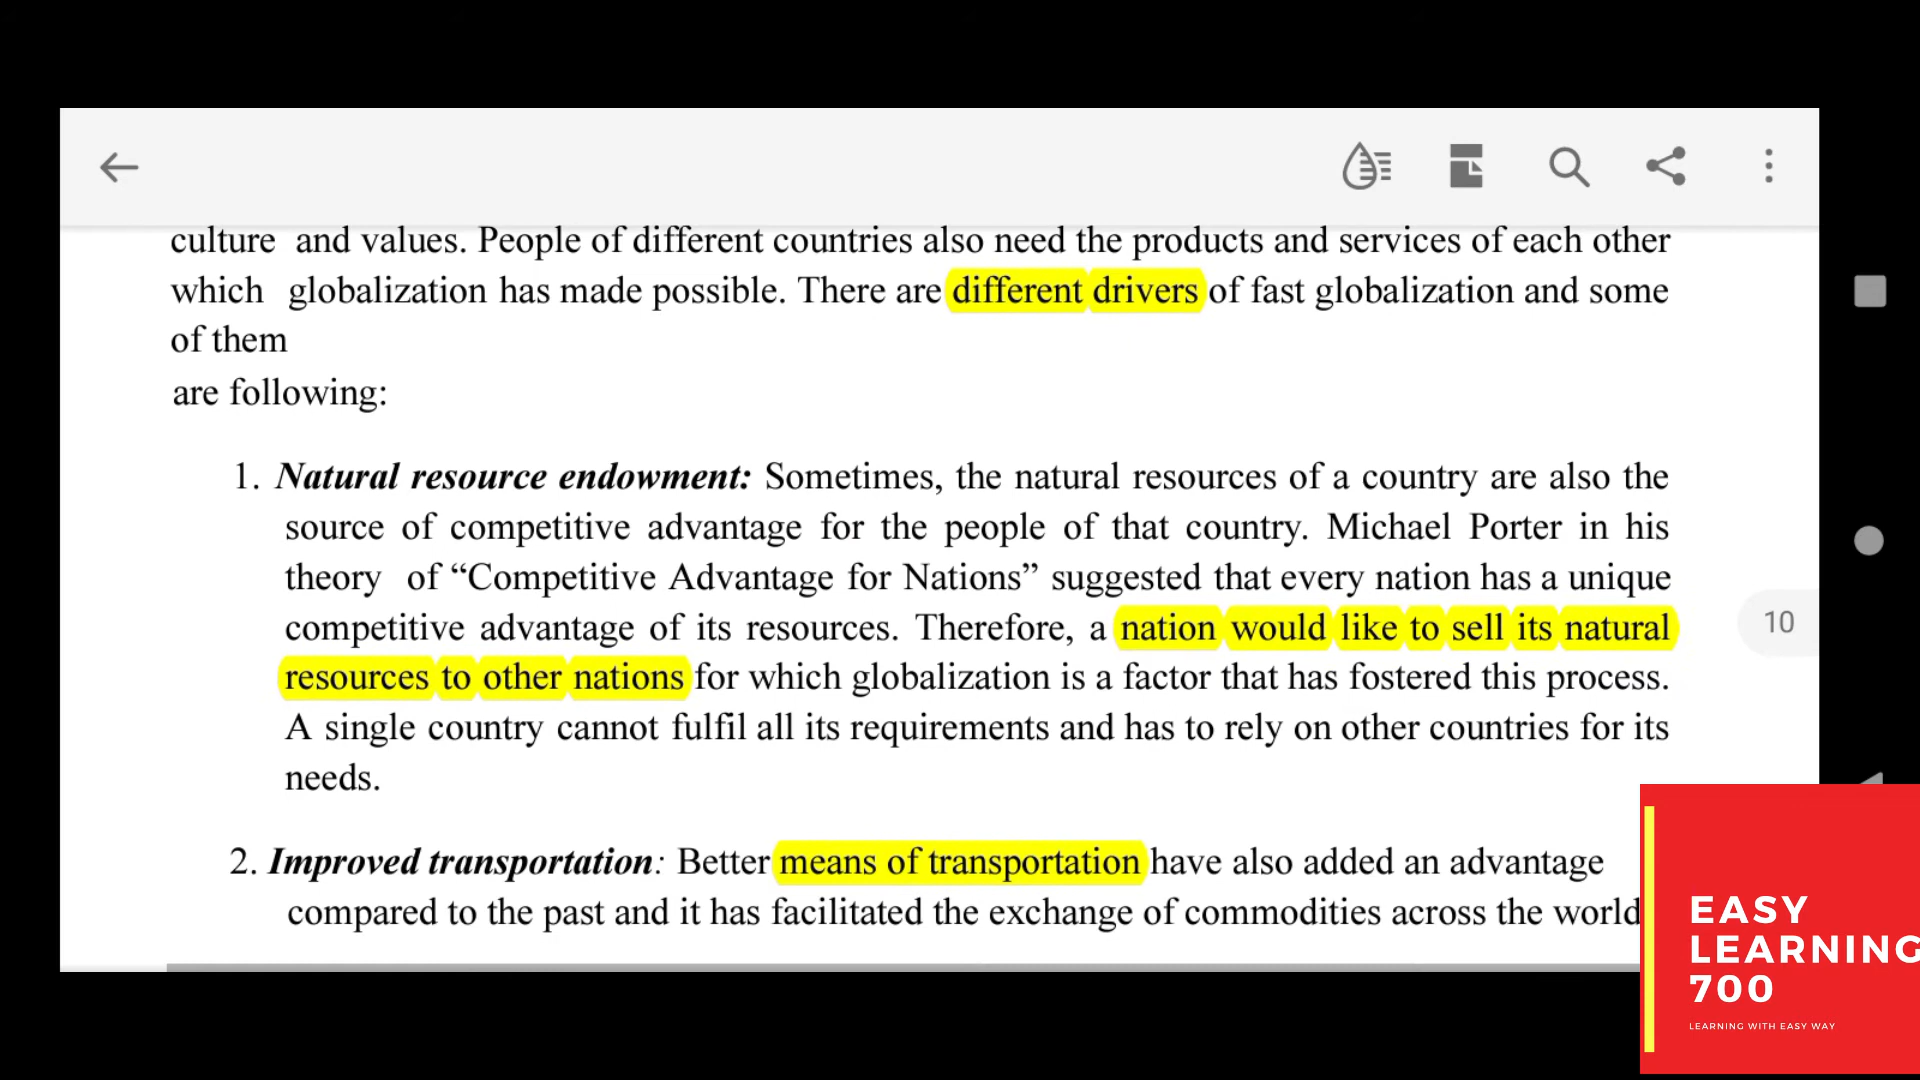 culture and values. People of different countries also need the products and services of each other
which globalization has made possible. There are different drivers of fast globalization and some
of them
are following:
1. Natural resource endowment: Sometimes, the natural resources of a country are also the
source of competitive advantage for the people of that country. Michael Porter in his
theory of “Competitive Advantage for Nations” suggested that every nation has a unique
competitive advantage of its resources. Therefore, a nation would like to sell its natural
resources to other nations for which globalization is a factor that has fostered this process.
A single country cannot fulfil all its requirements and has to rely on other countries for its
needs.
10
2. Improved transportation: Better means of transportation have also added an advantage
compared to the past and it has facilitated the exchange of commodities across the world
EASY
LEARNING
700
LEARNING WITH EASY WAY